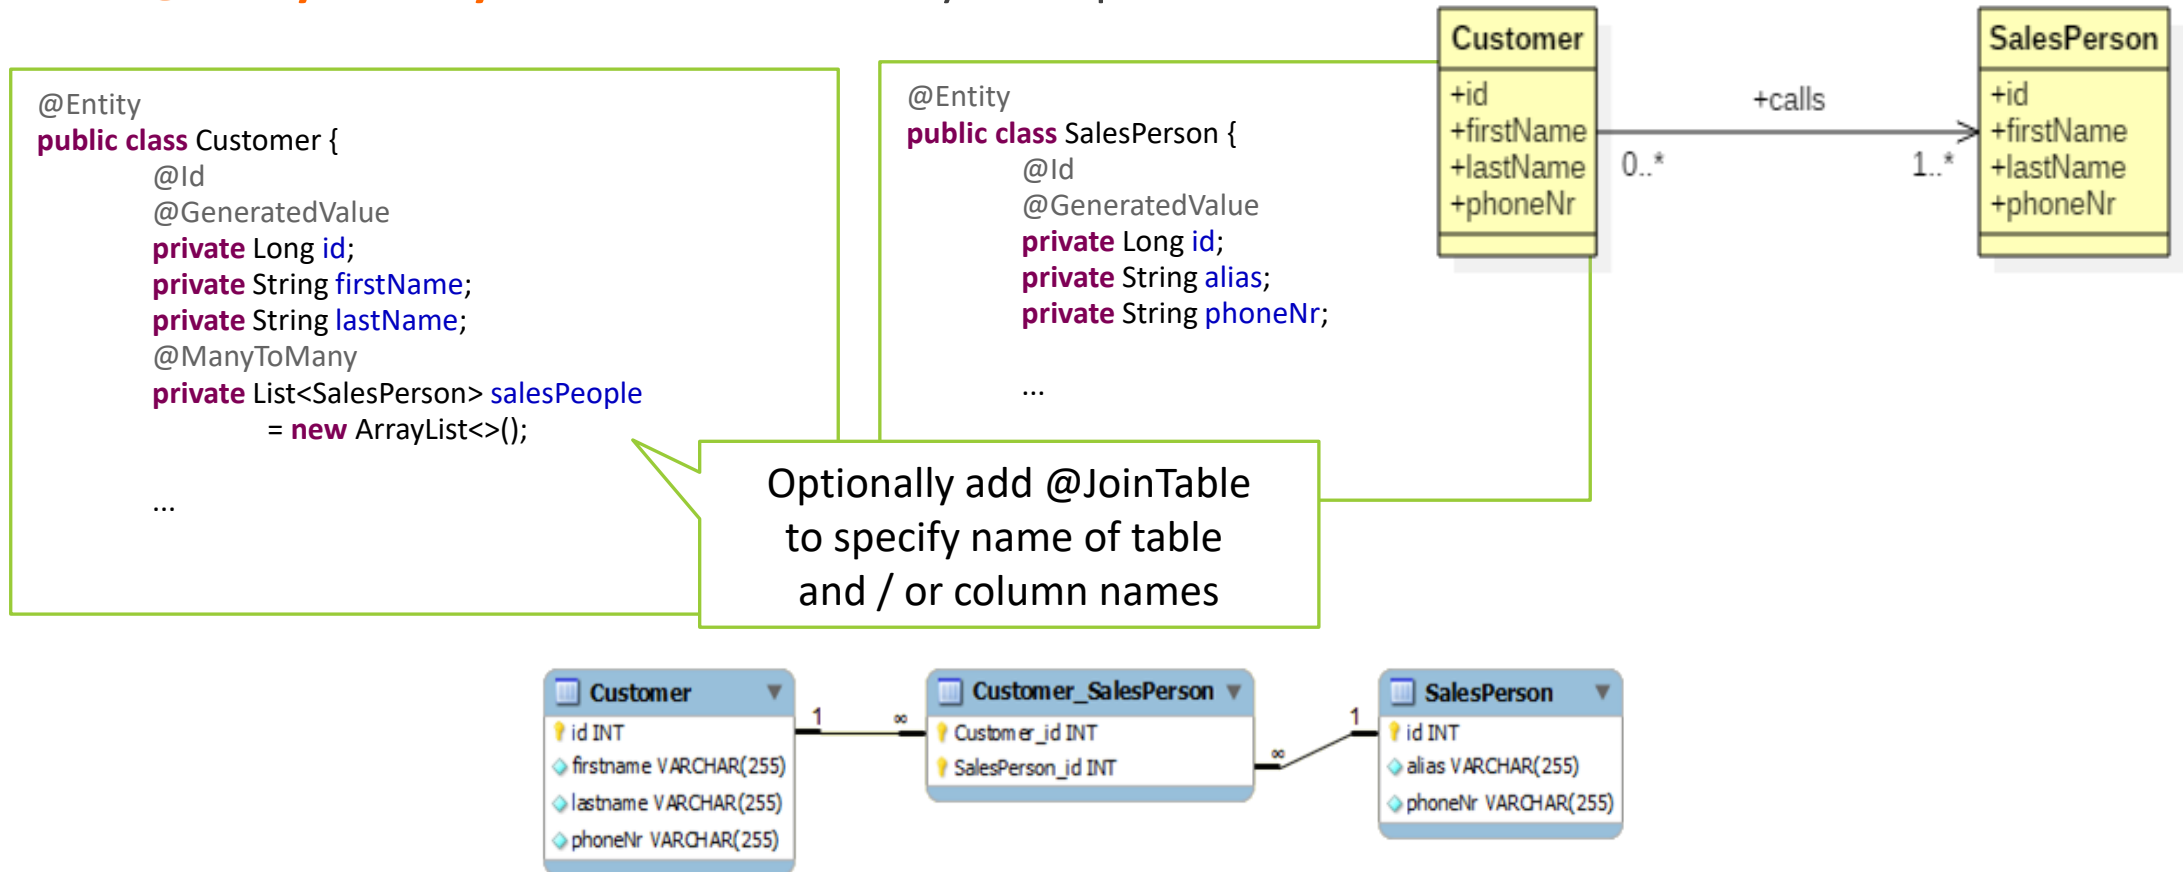 @Entity
public class Customer {
@Id
@GeneratedValue
private Long id;
private String firstName;
private String lastName;
@ManyToMany
private List<SalesPerson> salesPeople
= new ArrayList<>();
...
@Entity
public class SalesPerson {
@Id
@GeneratedValue
private Long id;
private String alias;
private String phoneNr;
...
Optionally add @JoinTable
to specify name of table
and / or column names
Customer
+id
+firstName
+lastName
+phoneNr
+calls
0..*
1..*
SalesPerson
+id
+firstName
+lastName
+phoneNr
Customer
id INT
firstname VARCHAR(255)
lastname VARCHAR(255)
phoneNr VARCHAR(255)
1
∞
Customer_SalesPerson
Customer_id INT
SalesPerson_id INT
∞
1
SalesPerson
id INT
alias VARCHAR(255)
phoneNr VARCHAR(255)